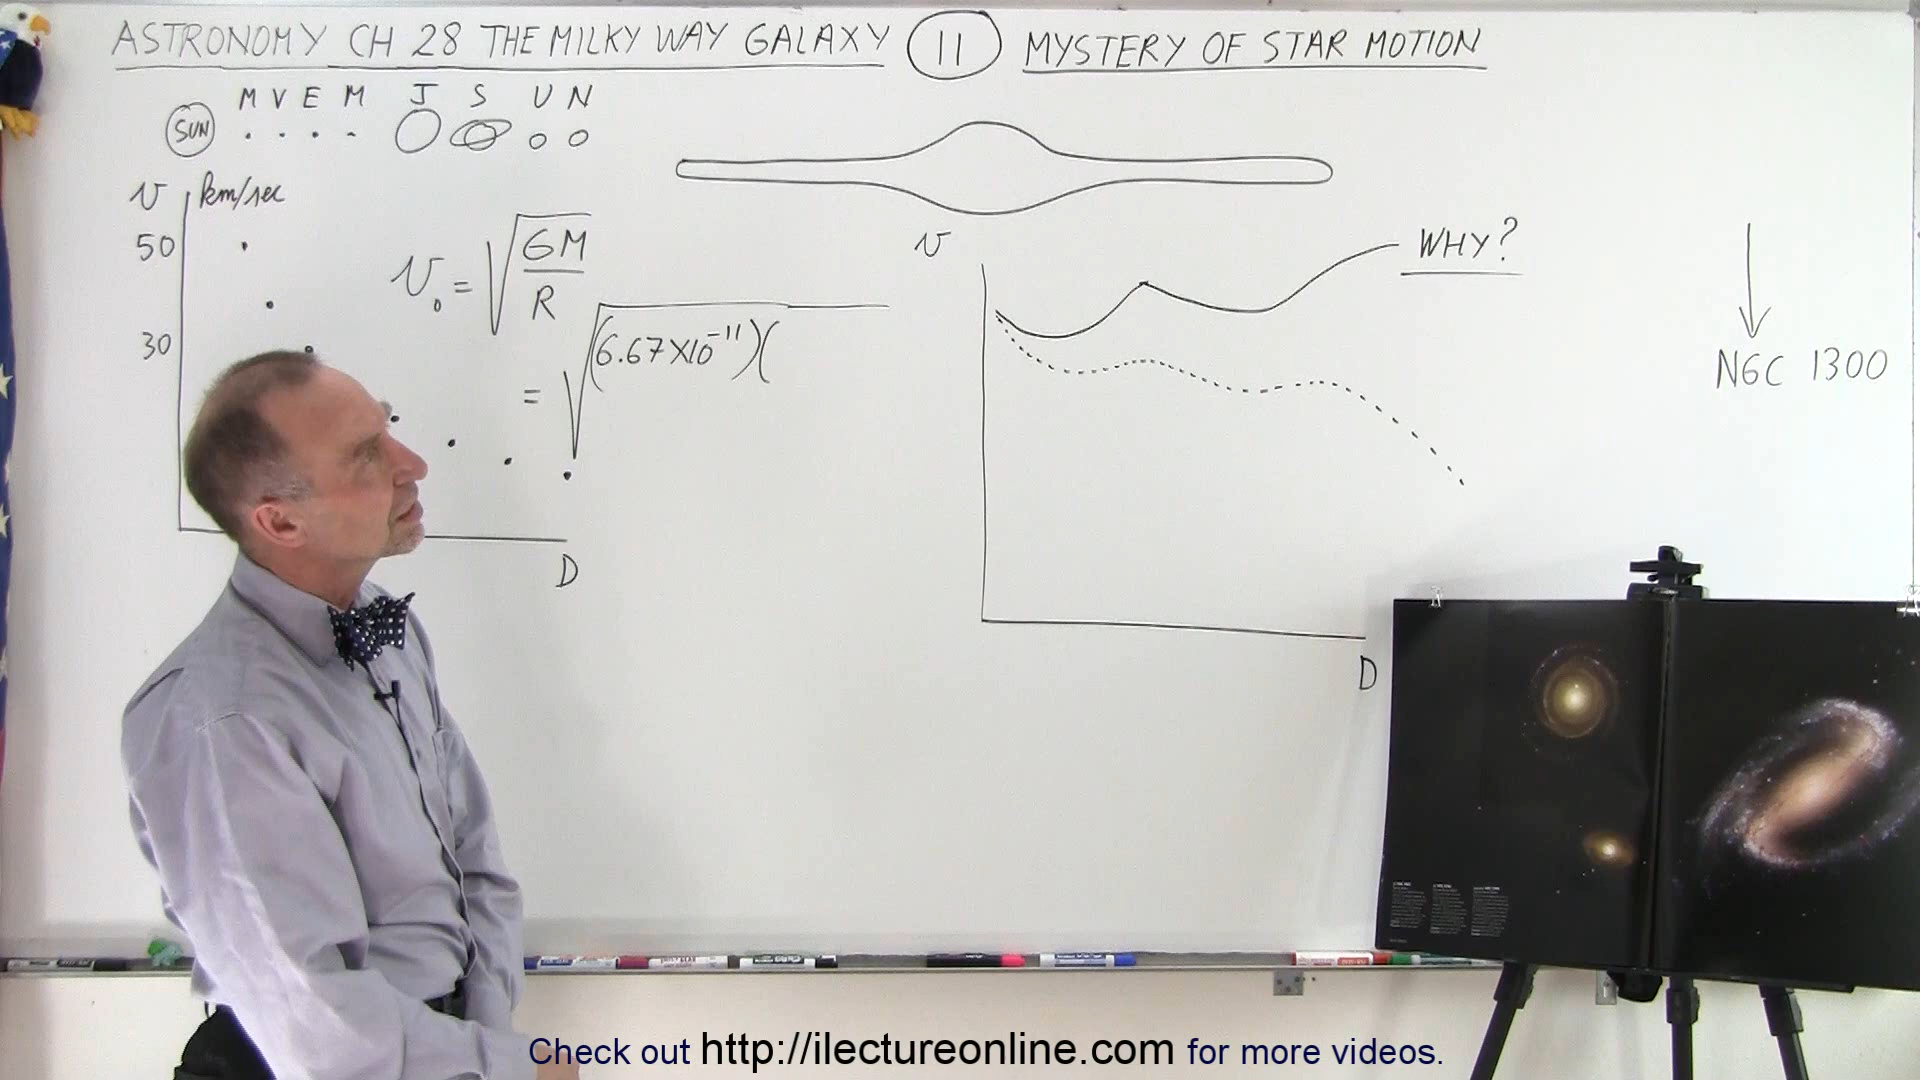 ASTRONOMY CH 28 THE MILKY WAY GALAXY 11 MYSTERY OF STAR MOTION
M V E M J S U N
SUN
v km/sec
50
30
D
v₀ = √GM/R
= √(6.67×10⁻¹¹)(
v
WHY?
D
NGC 1300
Check out http://ilectureonline.com for more videos.